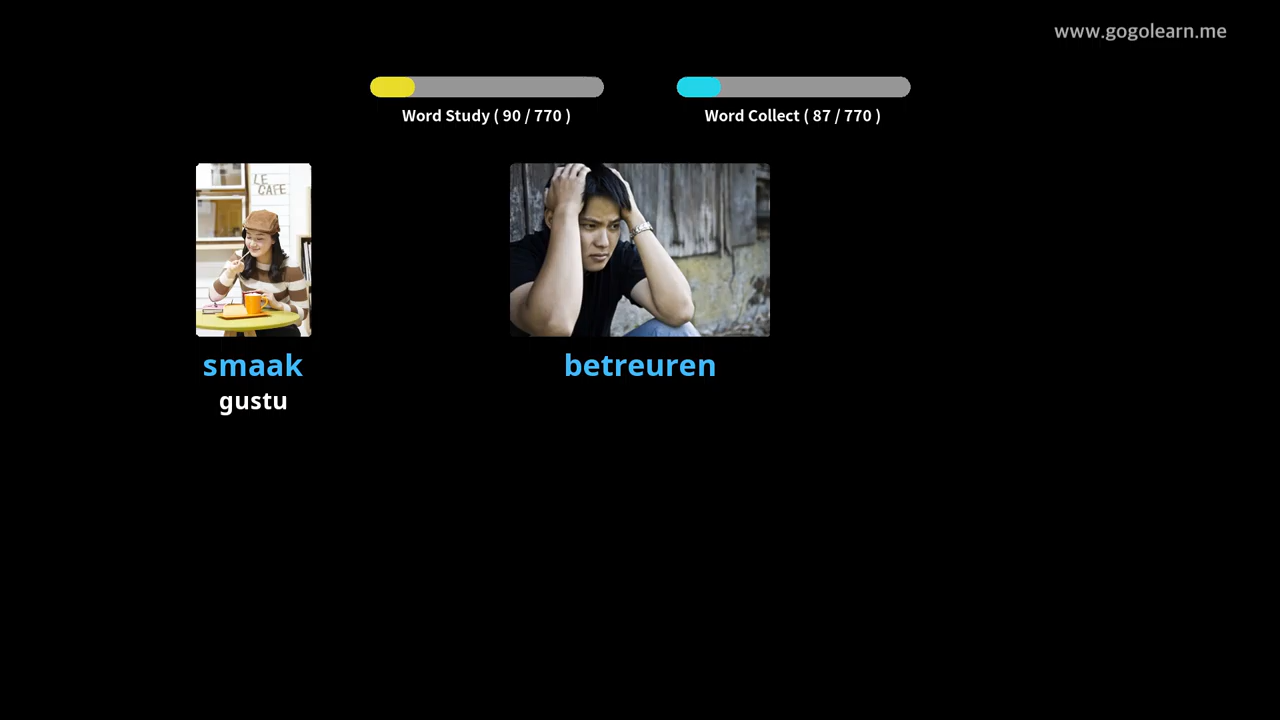 www.gogolearn.me
Word Study ( 90 / 770 )
Word Collect ( 87 / 770 )
LE
CAFE
smaak
betreuren
gustu